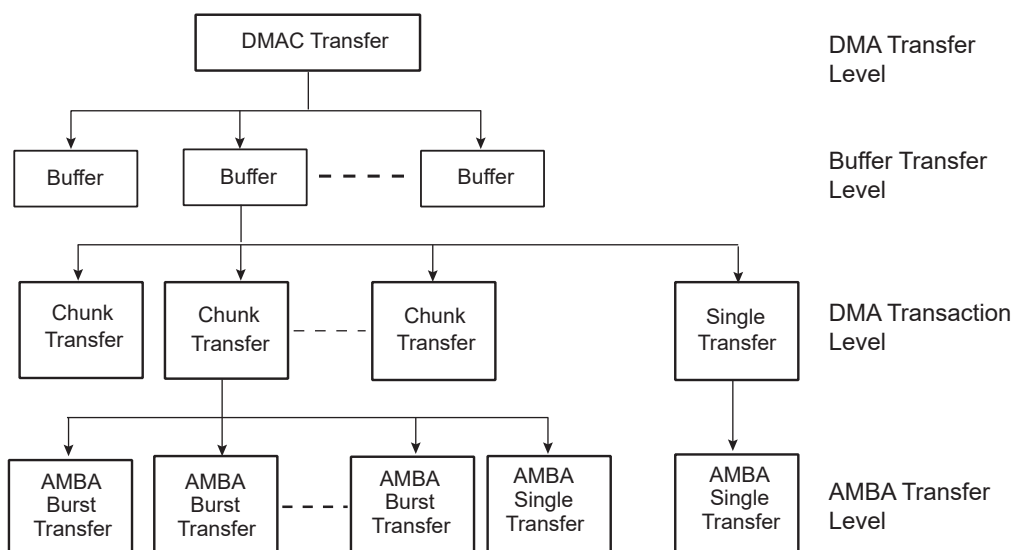 DMAC Transfer
DMA Transfer
Level
Buffer
Buffer
Buffer
Buffer Transfer
Level
Chunk
Transfer
Chunk
Transfer
Chunk
Transfer
Single
Transfer
DMA Transaction
Level
AMBA
Burst
Transfer
AMBA
Burst
Transfer
AMBA
Burst
Transfer
AMBA
Single
Transfer
AMBA
Single
Transfer
AMBA Transfer
Level